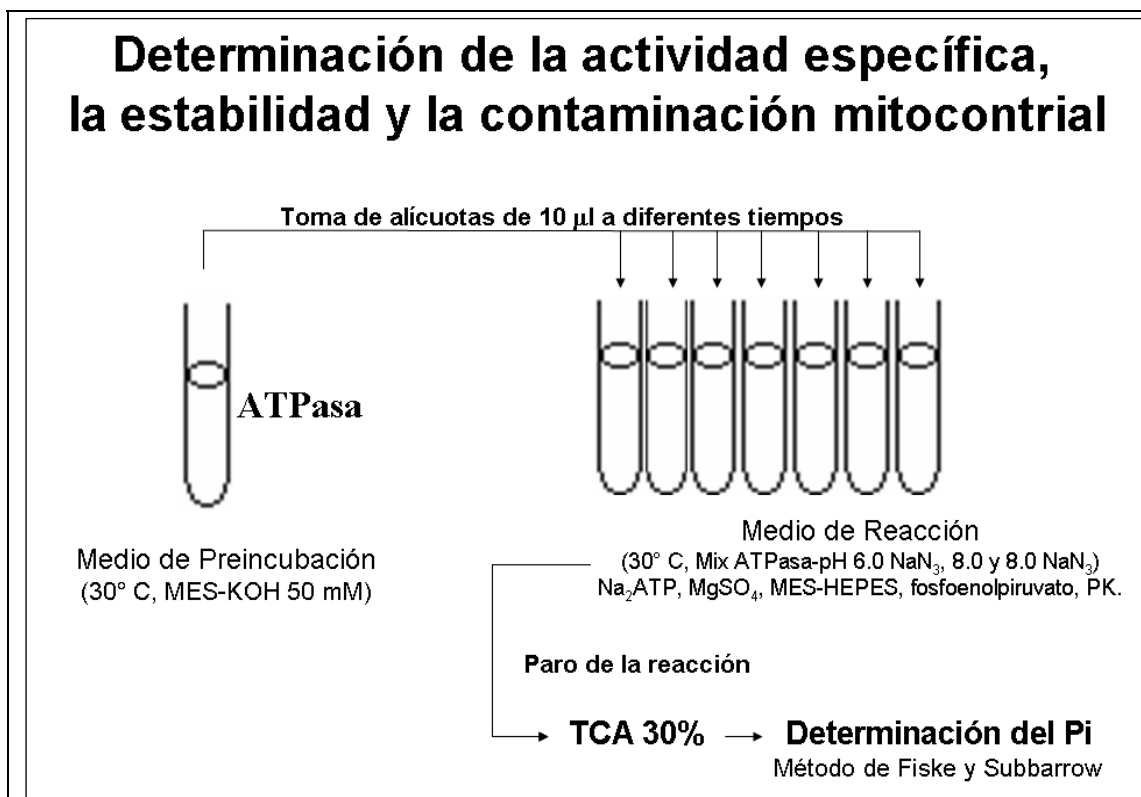 Determinación de la actividad específica,
la estabilidad y la contaminación mitocontrial
Toma de alícuotas de 10 μl a diferentes tiempos
ATPasa
Medio de Preincubación
(30° C, MES-KOH 50 mM)
Medio de Reacción
(30° C, Mix ATPasa-pH 6.0 NaN₃, 8.0 y 8.0 NaN₃)
Na₂ATP, MgSO₄, MES-HEPES, fosfoenolpiruvato, PK.
Paro de la reacción
TCA 30%
Determinación del Pi
Método de Fiske y Subbarrow